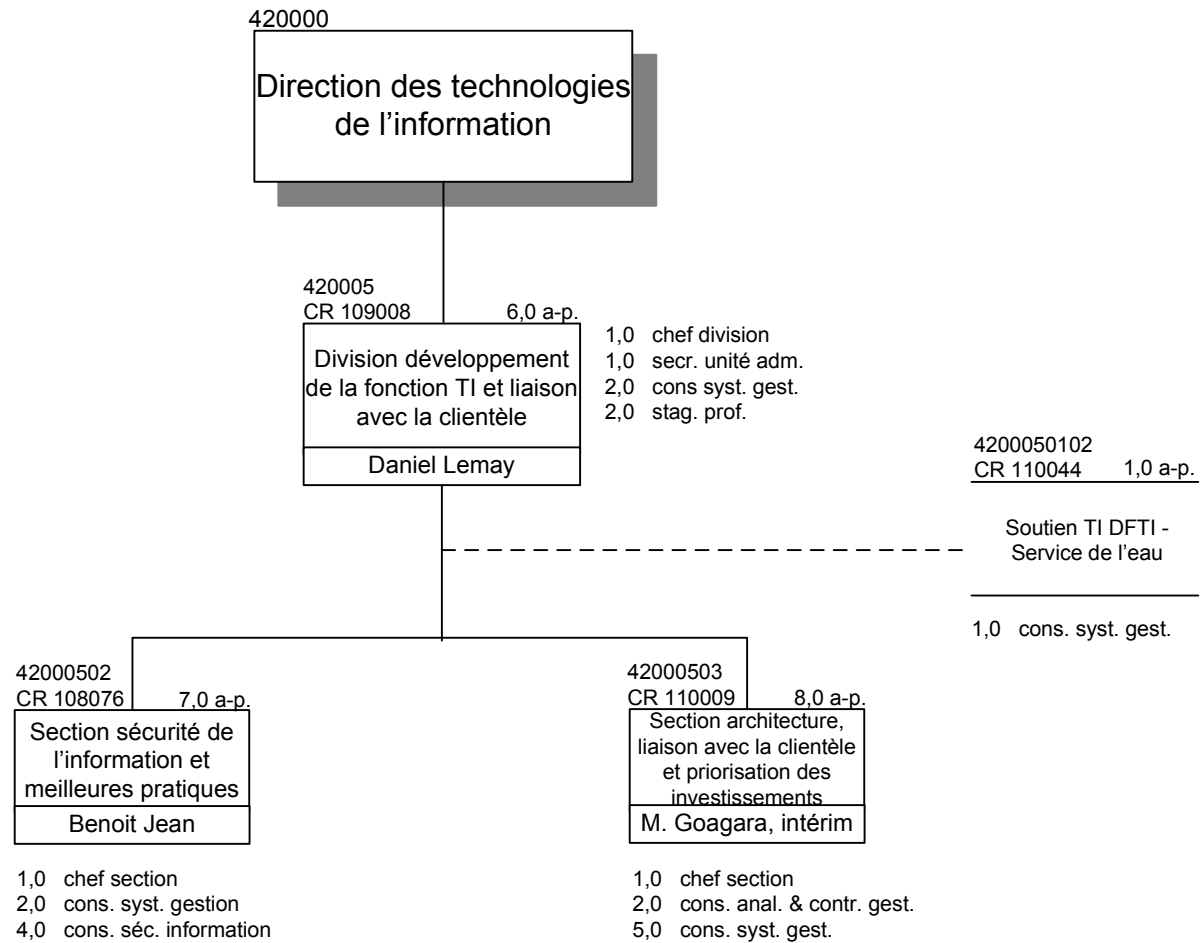 420000
Direction des technologies
de l'information
420005
CR 109008 6,0 a-p.
Division développement
de la fonction TI et liaison
avec la clientèle
Daniel Lemay
1,0 chef division
1,0 secr. unité adm.
2,0 cons syst. gest.
2,0 stag. prof.
4200050102
CR 110044 1,0 a-p.
Soutien TI DFTI -
Service de l'eau
1,0 cons. syst. gest.
42000502
CR 108076 7,0 a-p.
Section sécurité de
l'information et
meilleures pratiques
Benoit Jean
1,0 chef section
2,0 cons. syst. gestion
4,0 cons. séc. information
42000503
CR 110009 8,0 a-p.
Section architecture,
liaison avec la clientèle
et priorisation des
investissements
M. Goagara, intérim
1,0 chef section
2,0 cons. anal. & contr. gest.
5,0 cons. syst. gest.